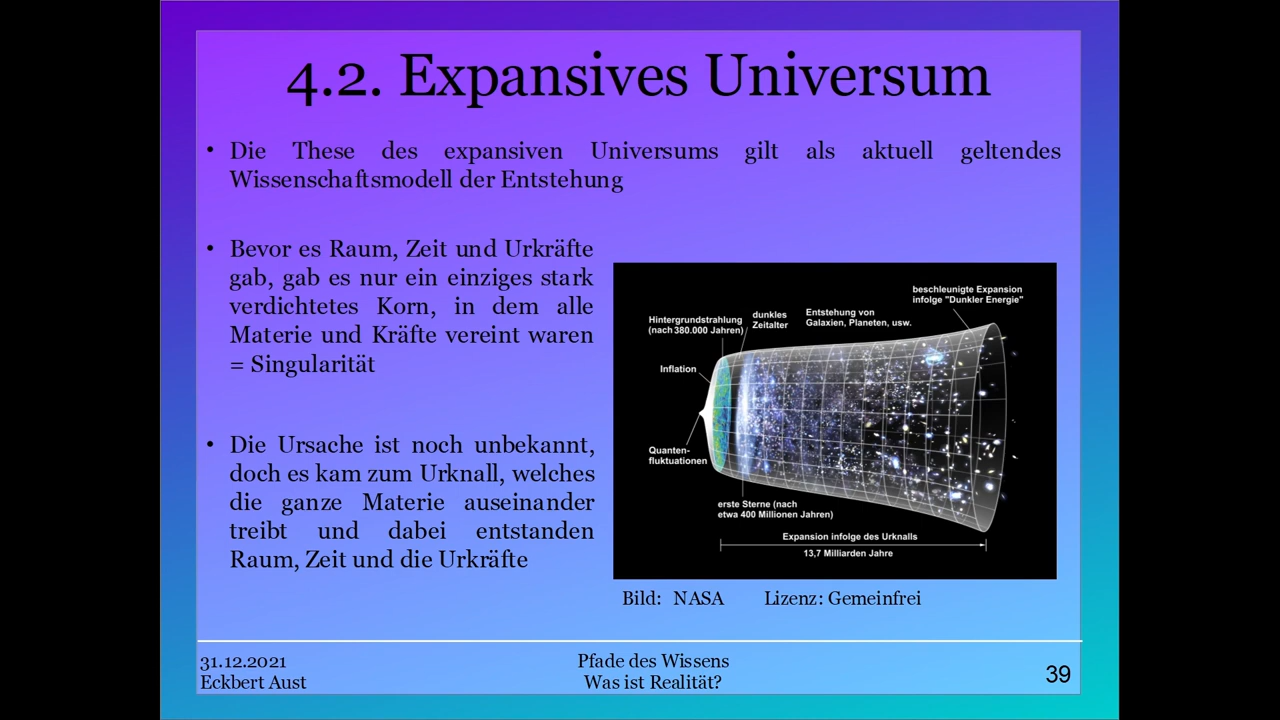 4.2. Expansives Universum
• Die These des expansiven Universums gilt als aktuell geltendes
Wissenschaftsmodell der Entstehung
• Bevor es Raum, Zeit und Urkräfte
gab, gab es nur ein einziges stark
verdichtetes Korn, in dem alle
Materie und Kräfte vereint waren
= Singularität
• Die Ursache ist noch unbekannt,
doch es kam zum Urknall, welches
die ganze Materie auseinander
treibt und dabei entstanden
Raum, Zeit und die Urkräfte
beschleunigte Expansion
infolge "Dunkler Energie"
Hintergrundstrahlung
(nach 380.000 Jahren)
dunkles
Zeitalter
Entstehung von
Galaxien, Planeten, usw.
Inflation
Quanten-
fluktuationen
erste Sterne (nach
etwa 400 Millionen Jahren)
Expansion infolge des Urknalls
13,7 Milliarden Jahre
Bild: NASA Lizenz: Gemeinfrei
31.12.2021
Eckbert Aust
Pfade des Wissens
Was ist Realität?
39